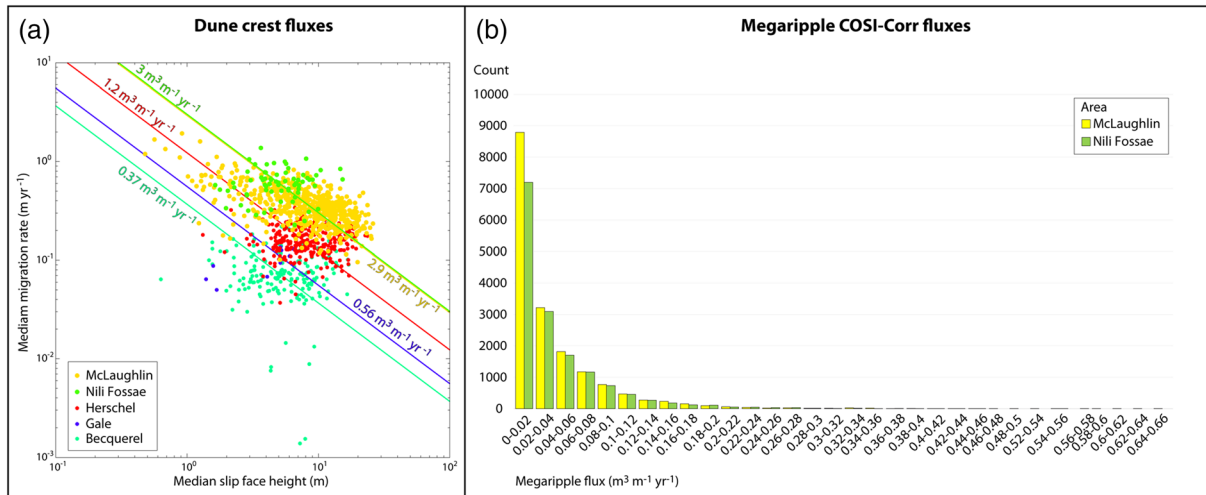 (a)
Dune crest fluxes
10¹
10⁰
10⁻¹
10⁻²
10⁻³
Mediam migration rate (m yr⁻¹)
3 m³ m⁻¹ yr⁻¹
1.2 m³ m⁻¹ yr⁻¹
0.37 m³ m⁻¹ yr⁻¹
2.9 m³ m⁻¹ yr⁻¹
0.56 m³ m⁻¹ yr⁻¹
McLaughlin
Nili Fossae
Herschel
Gale
Becquerel
10⁻¹ 10⁰ 10¹ 10²
Median slip face height (m)
(b)
Megaripple COSI-Corr fluxes
Count
10000
9000
8000
7000
6000
5000
4000
3000
2000
1000
0
Area
McLaughlin
Nili Fossae
0-0.02
0.02-0.04
0.04-0.06
0.06-0.08
0.08-0.1
0.1-0.12
0.12-0.14
0.14-0.16
0.16-0.18
0.18-0.2
0.2-0.22
0.22-0.24
0.24-0.26
0.26-0.28
0.28-0.3
0.3-0.32
0.32-0.34
0.34-0.36
0.36-0.38
0.38-0.4
0.4-0.42
0.42-0.44
0.44-0.46
0.46-0.48
0.48-0.5
0.52-0.54
0.54-0.56
0.56-0.58
0.58-0.6
0.6-0.62
0.62-0.64
0.64-0.66
Megaripple flux (m³ m⁻¹ yr⁻¹)